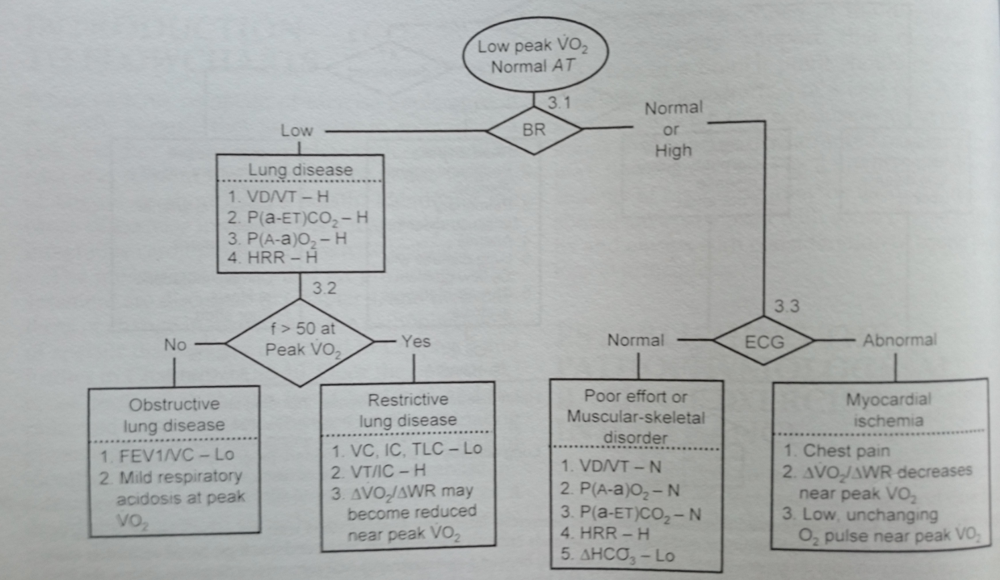 Low peak V̇O₂
Normal AT
3.1
BR
Low
Normal
or
High
Lung disease
1. VD/VT – H
2. P(a-ET)CO₂ – H
3. P(A-a)O₂ – H
4. HRR – H
3.2
f > 50 at
Peak V̇O₂
No
Yes
3.3
ECG
Normal
Abnormal
Obstructive
lung disease
1. FEV1/VC – Lo
2. Mild respiratory
acidosis at peak
V̇O₂
Restrictive
lung disease
1. VC, IC, TLC – Lo
2. VT/IC – H
3. ΔV̇O₂/ΔWR may
become reduced
near peak V̇O₂
Poor effort or
Muscular-skeletal
disorder
1. VD/VT – N
2. P(A-a)O₂ – N
3. P(a-ET)CO₂ – N
4. HRR – H
5. ΔHCO₃⁻ – Lo
Myocardial
ischemia
1. Chest pain
2. ΔV̇O₂/ΔWR decreases
near peak V̇O₂
3. Low, unchanging
O₂ pulse near peak V̇O₂